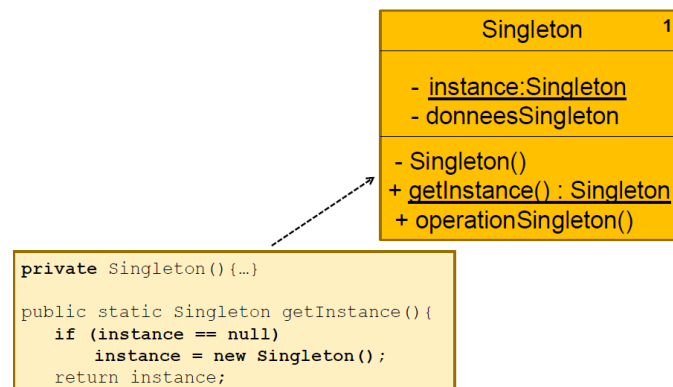 Singleton 1
- instance:Singleton
- donneesSingleton
- Singleton()
+ getInstance() : Singleton
+ operationSingleton()
private Singleton(){…}
public static Singleton getInstance(){
if (instance == null)
instance = new Singleton();
return instance;